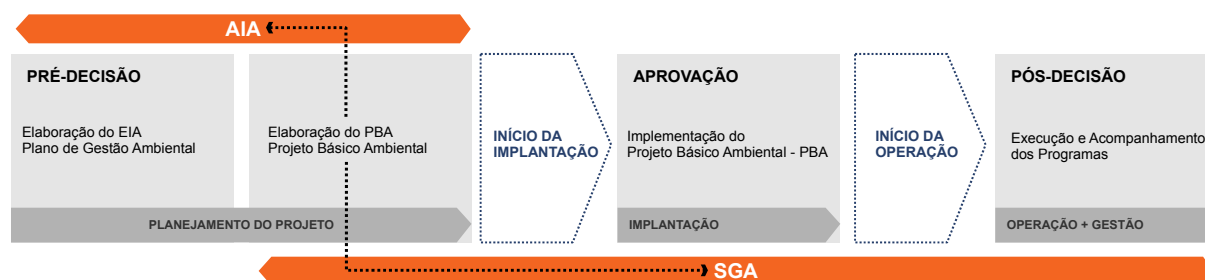 AIA
PRÉ-DECISÃO
Elaboração do EIA
Plano de Gestão Ambiental
Elaboração do PBA
Projeto Básico Ambiental
PLANEJAMENTO DO PROJETO
INÍCIO DA
IMPLANTAÇÃO
APROVAÇÃO
Implementação do
Projeto Básico Ambiental - PBA
IMPLANTAÇÃO
INÍCIO DA
OPERAÇÃO
PÓS-DECISÃO
Execução e Acompanhamento
dos Programas
OPERAÇÃO + GESTÃO
SGA